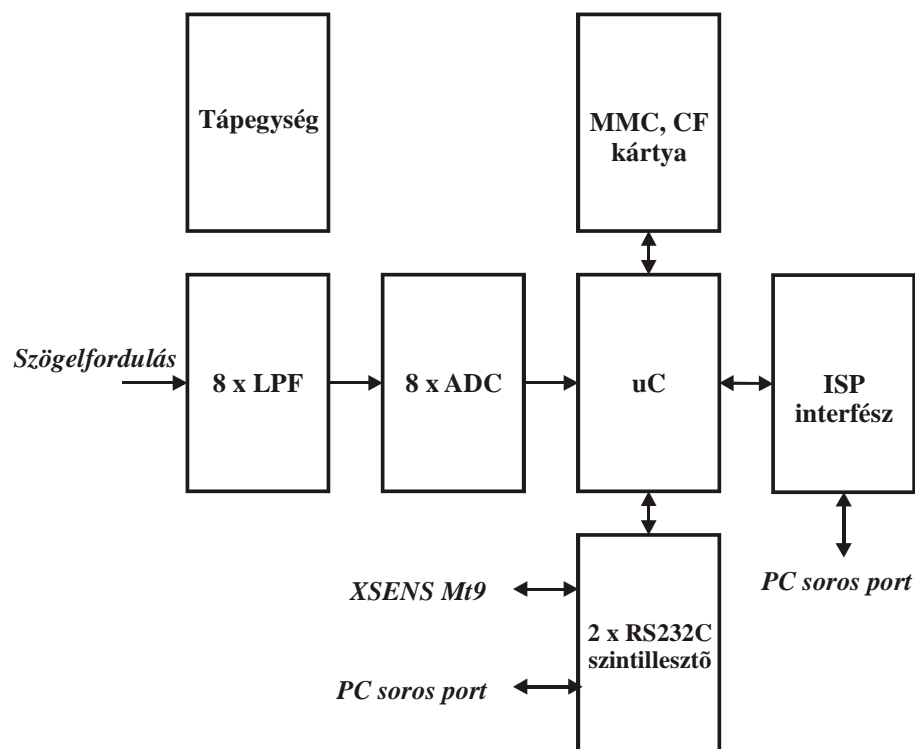 Tápegység
MMC, CF
kártya
Szögelfordulás
8 x LPF
8 x ADC
uC
ISP
interfész
XSENS Mt9
PC soros port
2 x RS232C
szintillesztõ
PC soros port